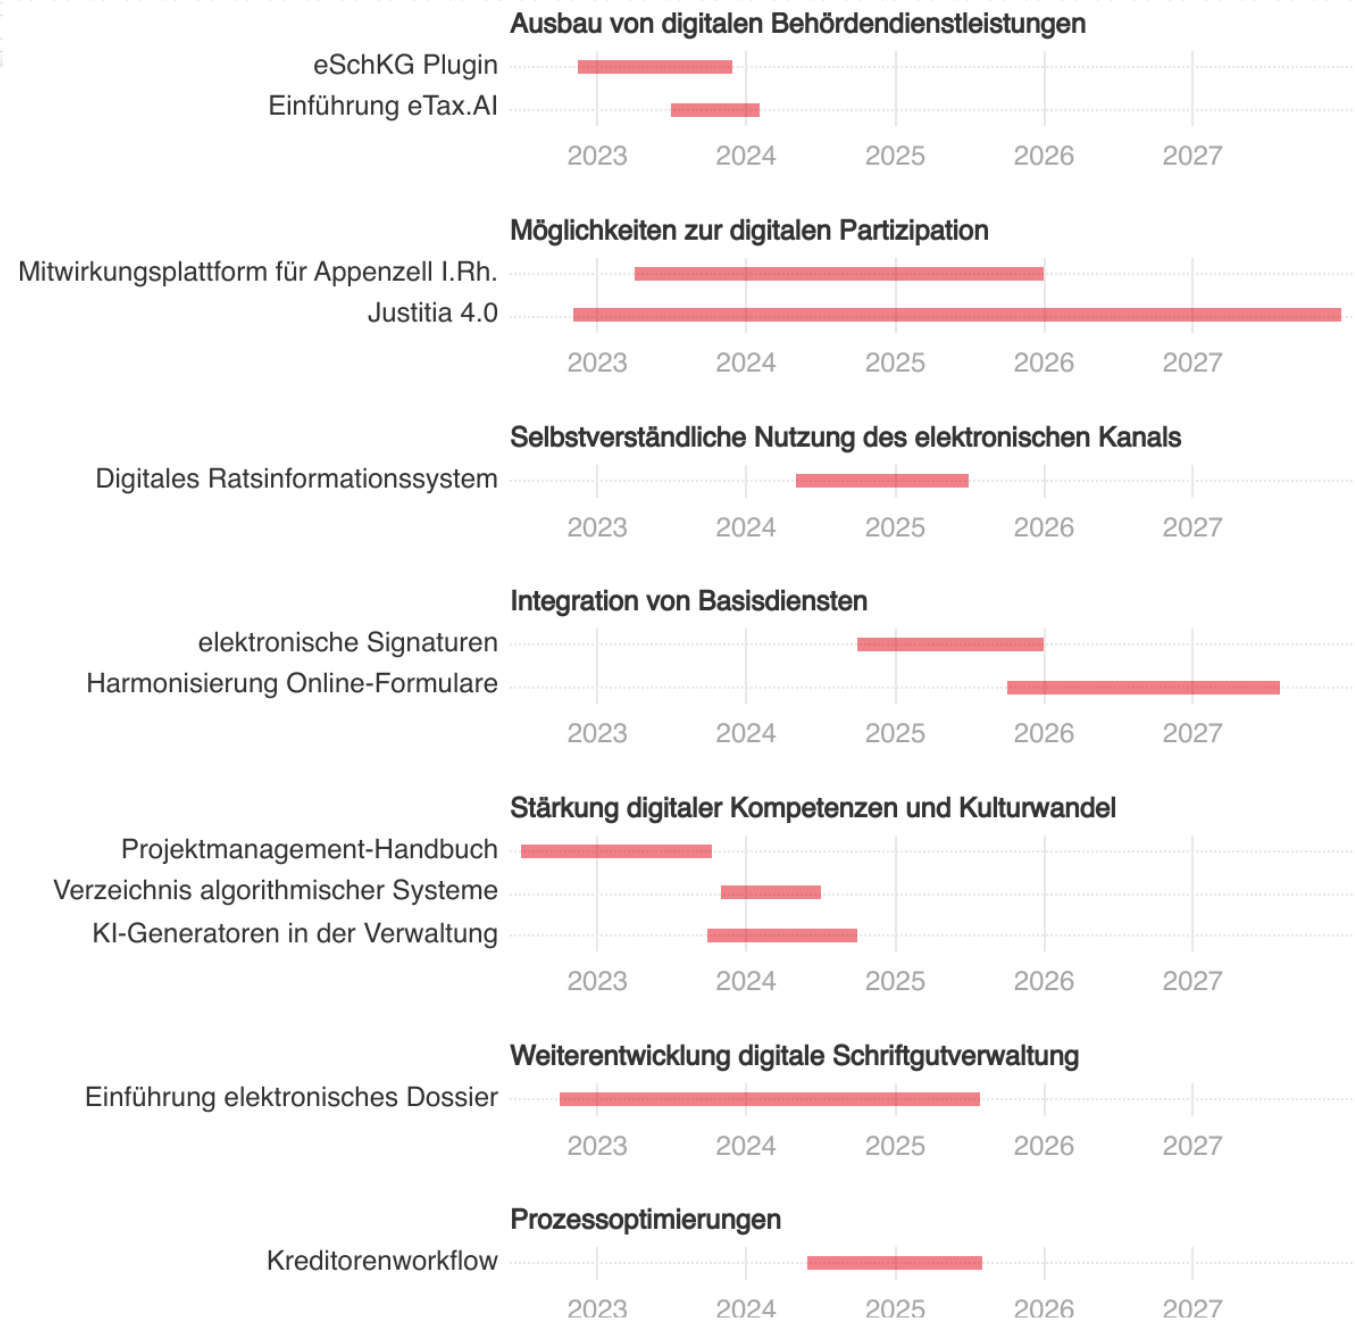 Ausbau von digitalen Behördendienstleistungen
eSchKG Plugin
Einführung eTax.AI
2023 2024 2025 2026 2027
Möglichkeiten zur digitalen Partizipation
Mitwirkungsplattform für Appenzell I.Rh.
Justitia 4.0
2023 2024 2025 2026 2027
Selbstverständliche Nutzung des elektronischen Kanals
Digitales Ratsinformationssystem
2023 2024 2025 2026 2027
Integration von Basisdiensten
elektronische Signaturen
Harmonisierung Online-Formulare
2023 2024 2025 2026 2027
Stärkung digitaler Kompetenzen und Kulturwandel
Projektmanagement-Handbuch
Verzeichnis algorithmischer Systeme
KI-Generatoren in der Verwaltung
2023 2024 2025 2026 2027
Weiterentwicklung digitale Schriftgutverwaltung
Einführung elektronisches Dossier
2023 2024 2025 2026 2027
Prozessoptimierungen
Kreditorenworkflow
2023 2024 2025 2026 2027